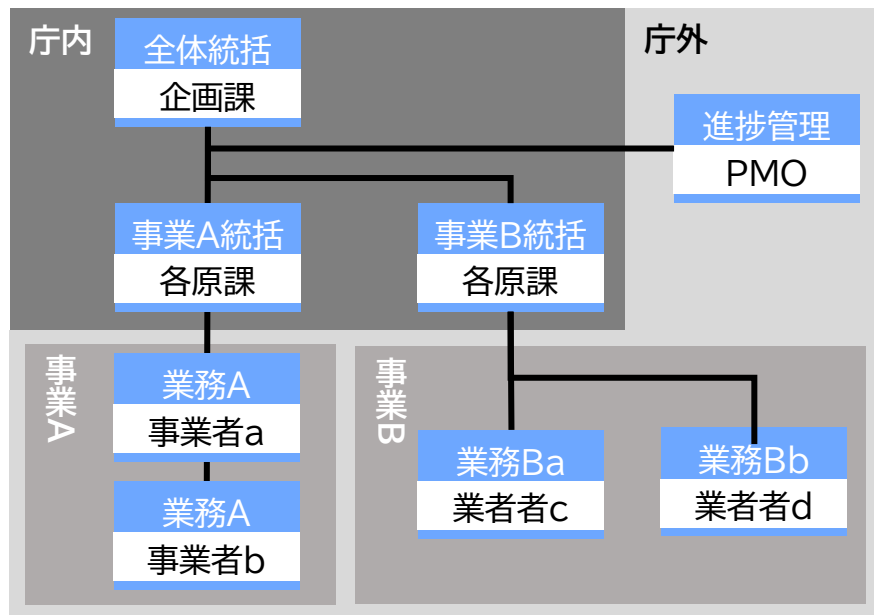 庁内
全体統括
企画課
庁外
進捗管理
PMO
事業A統括
各原課
事業B統括
各原課
事業A
業務A
事業者a
業務A
事業者b
事業B
業務Ba
業者者c
業務Bb
業者者d